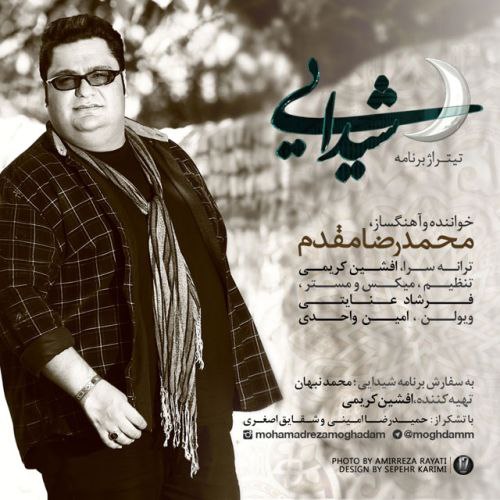 شیدایی
تیتراژ برنامه
خواننده و آهنگساز،
محمدرضا مقدم
ترانه سرا، افشین کریمی
تنظیم، میکس و مستر،
فرشاد عنایتی
ویولن، امین واحدی
به سفارش برنامه شیدایی؛ محمد نبهان
تهیه کننده، افشین کریمی
با تشکر از: حمیدرضا امینی و شقایق اصغری
mohamadrezamoghadam @moghdamm
PHOTO BY AMIRREZA RAYATI
DESIGN BY SEPEHR KARIMI